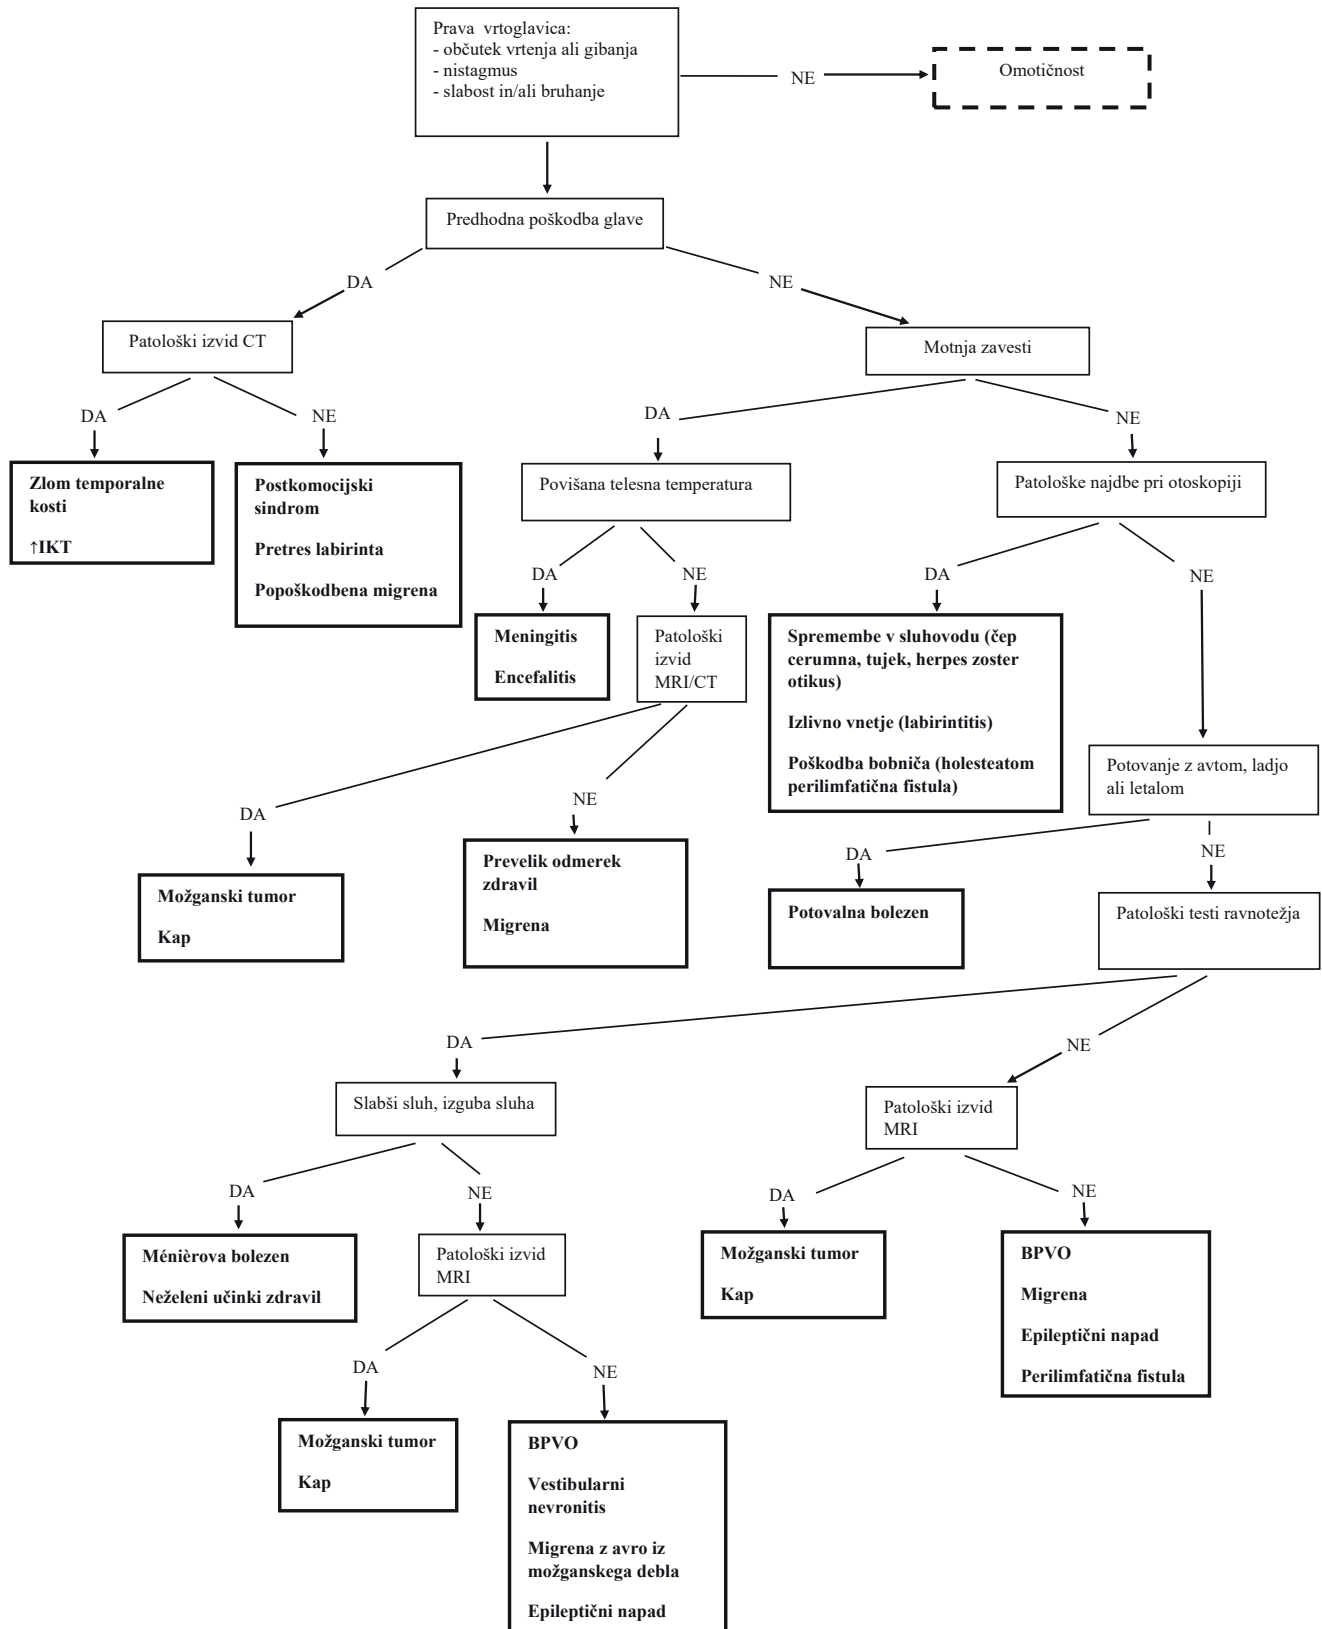 Prava vrtoglavica:
- občutek vrtenja ali gibanja
- nistagmus
- slabost in/ali bruhanje
NE
Omotičnost
Predhodna poškodba glave
DA
NE
Patološki izvid CT
Motnja zavesti
DA
NE
DA
NE
Zlom temporalne
kosti
↑IKT
Postkomocijski
sindrom
Pretres labirinta
Popoškodbena migrena
Povišana telesna temperatura
Patološke najdbe pri otoskopiji
DA
NE
DA
NE
Meningitis
Encefalitis
Patološki
izvid
MRI/CT
Spremembe v sluhovodu (čep
cerumna, tujek, herpes zoster
otikus)
Izlivno vnetje (labirintitis)
Poškodba bobniča (holesteatom
perilimfatična fistula)
Potovanje z avtom, ladjo
ali letalom
DA
NE
DA
NE
Možganski tumor
Kap
Prevelik odmerek
zdravil
Migrena
Potovalna bolezen
Patološki testi ravnotežja
DA
NE
Slabši sluh, izguba sluha
Patološki izvid
MRI
DA
NE
DA
NE
Ménièrova bolezen
Neželeni učinki zdravil
Patološki izvid
MRI
Možganski tumor
Kap
BPVO
Migrena
Epileptični napad
Perilimfatična fistula
DA
NE
Možganski tumor
Kap
BPVO
Vestibularni
nevronitis
Migrena z avro iz
možganskega debla
Epileptični napad